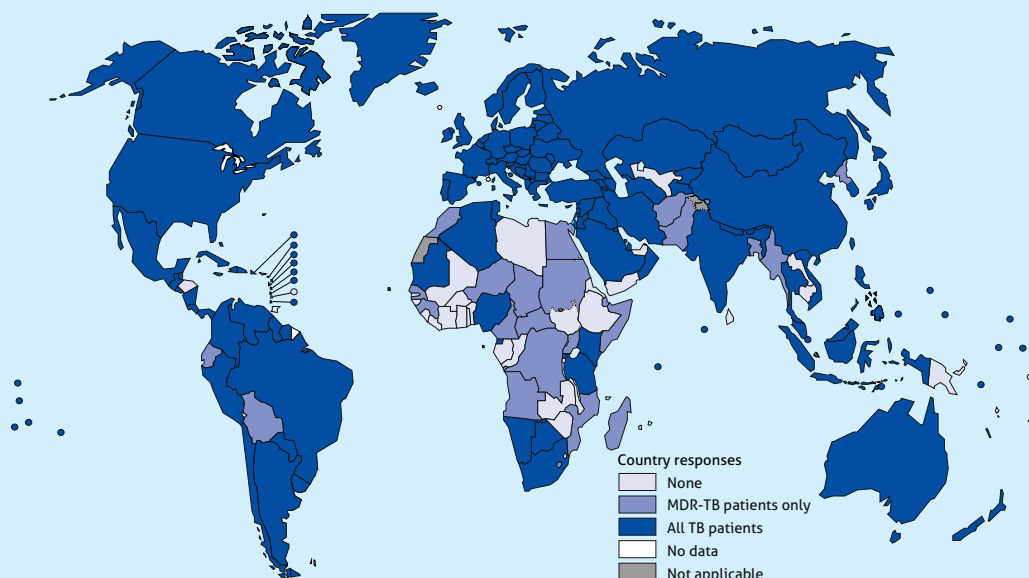 Country responses
None
MDR-TB patients only
All TB patients
No data
Not applicable